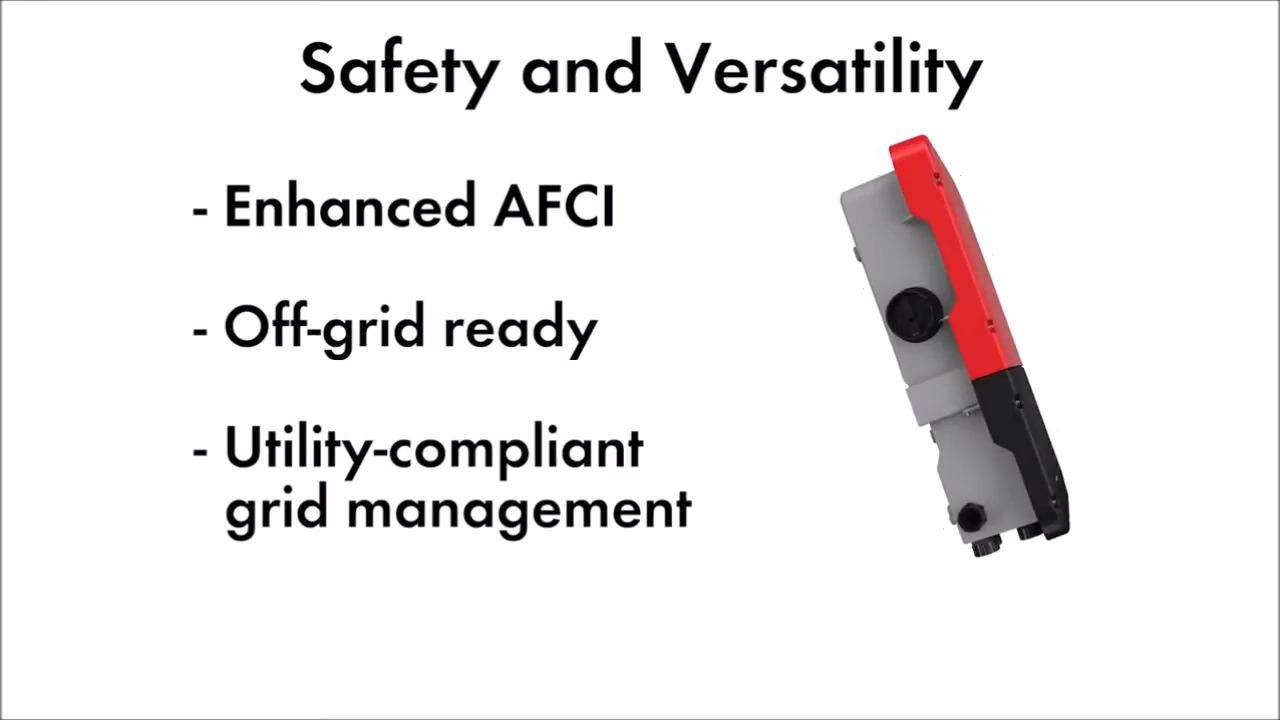 Safety and Versatility
- Enhanced AFCI
- Off-grid ready
- Utility-compliant
grid management